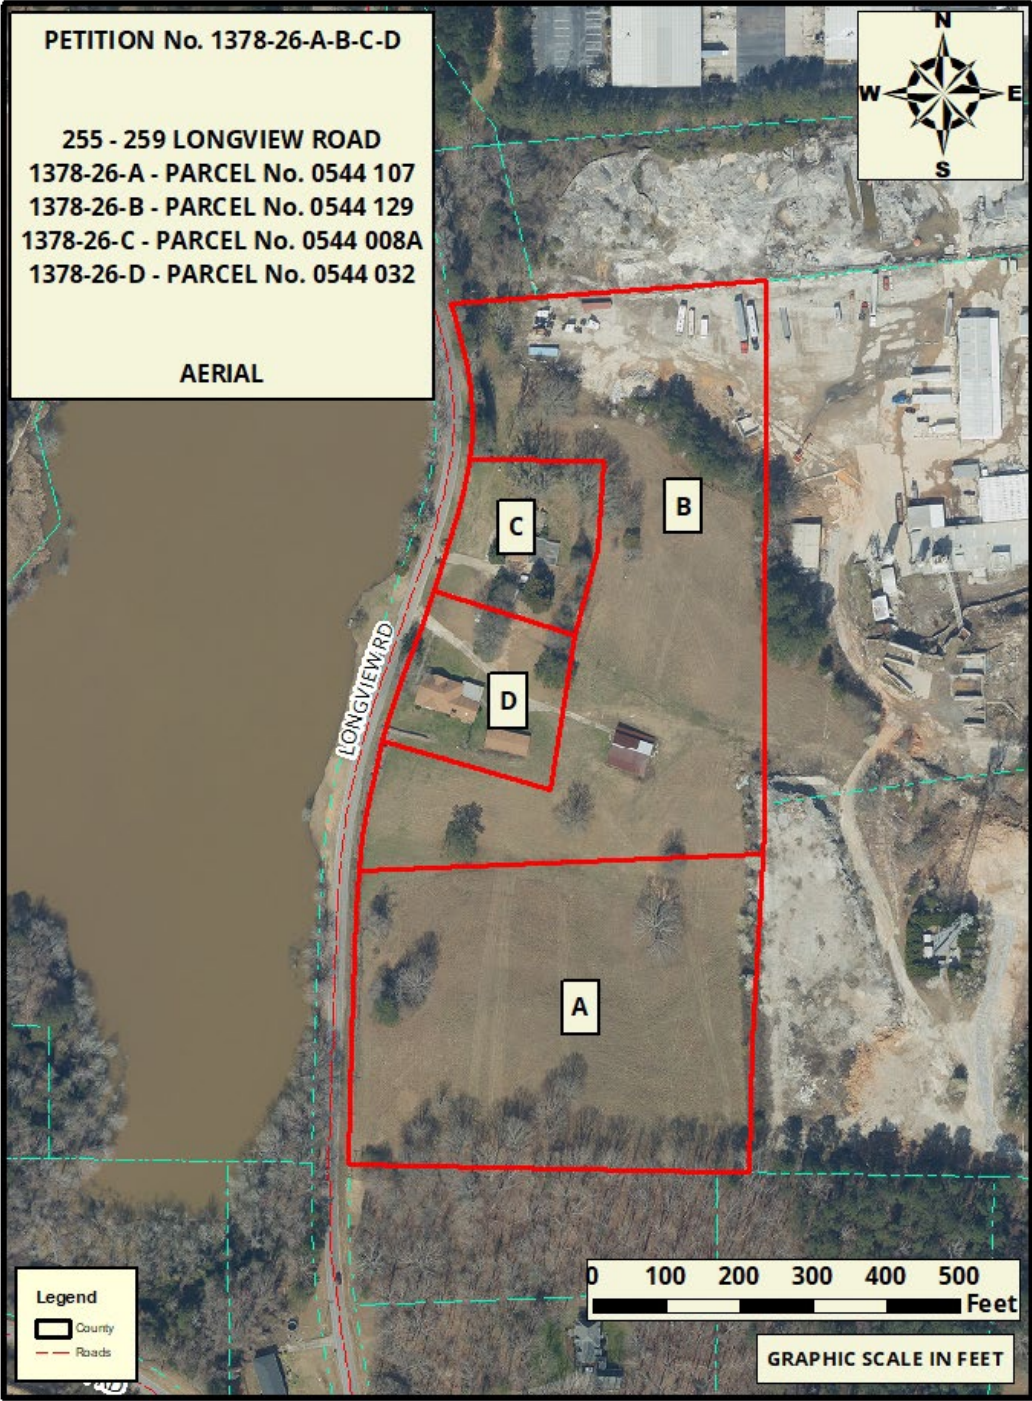 PETITION No. 1378-26-A-B-C-D
255 - 259 LONGVIEW ROAD
1378-26-A - PARCEL No. 0544 107
1378-26-B - PARCEL No. 0544 129
1378-26-C - PARCEL No. 0544 008A
1378-26-D - PARCEL No. 0544 032
AERIAL
N
W E
S
C
B
D
LONGVIEW RD
A
0 100 200 300 400 500
Feet
GRAPHIC SCALE IN FEET
Legend
County
Roads
RD